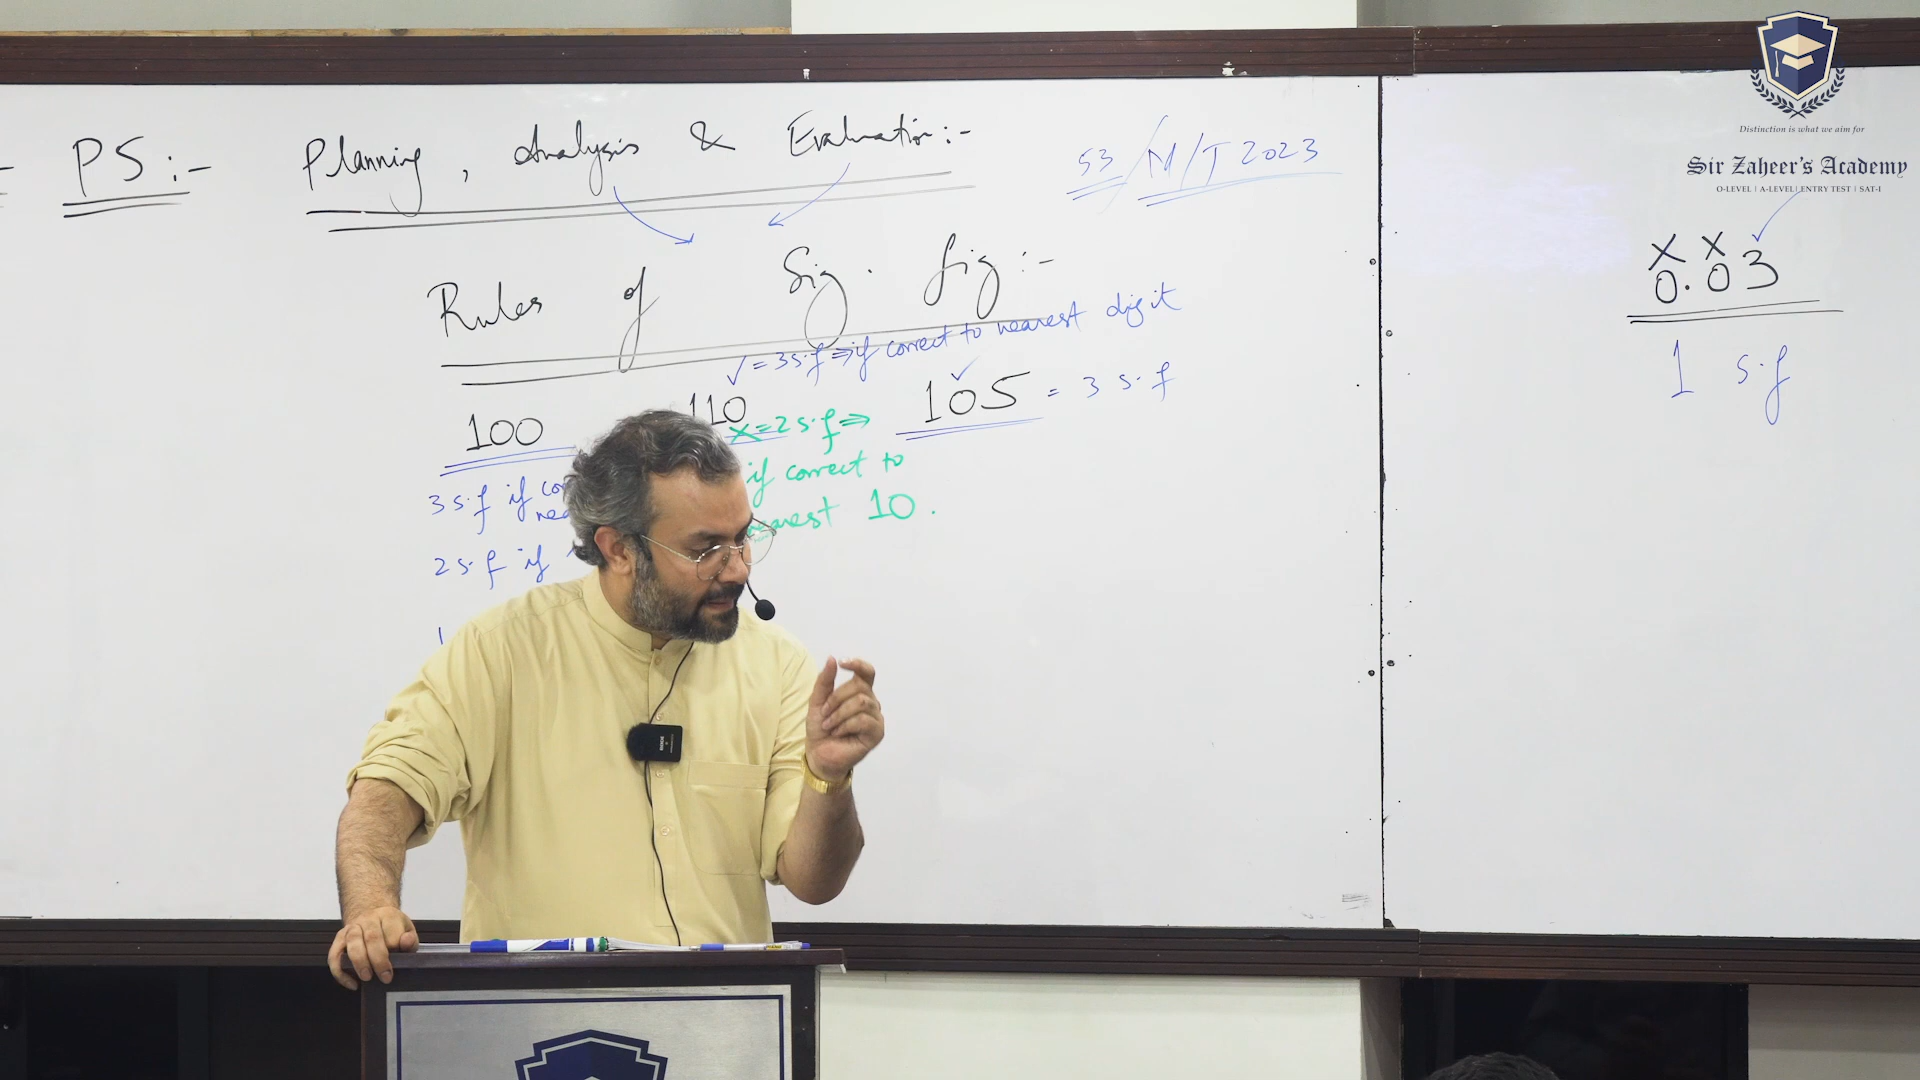 P5:- Planning, Analysis & Evaluation:- 53/M/T 2023
Rules of Sig. fig:-
✓ = 3 s.f ⇒ if correct to nearest digit
100
110
105 = 3 s.f
x = 2 s.f ⇒
if correct to
nearest 10.
3 s.f if
2 s.f if
Distinction is what we aim for
Sir Zaheer's Academy
O-LEVEL | A-LEVEL | ENTRY TEST | SAT-I
x x
0.03
1 s.f